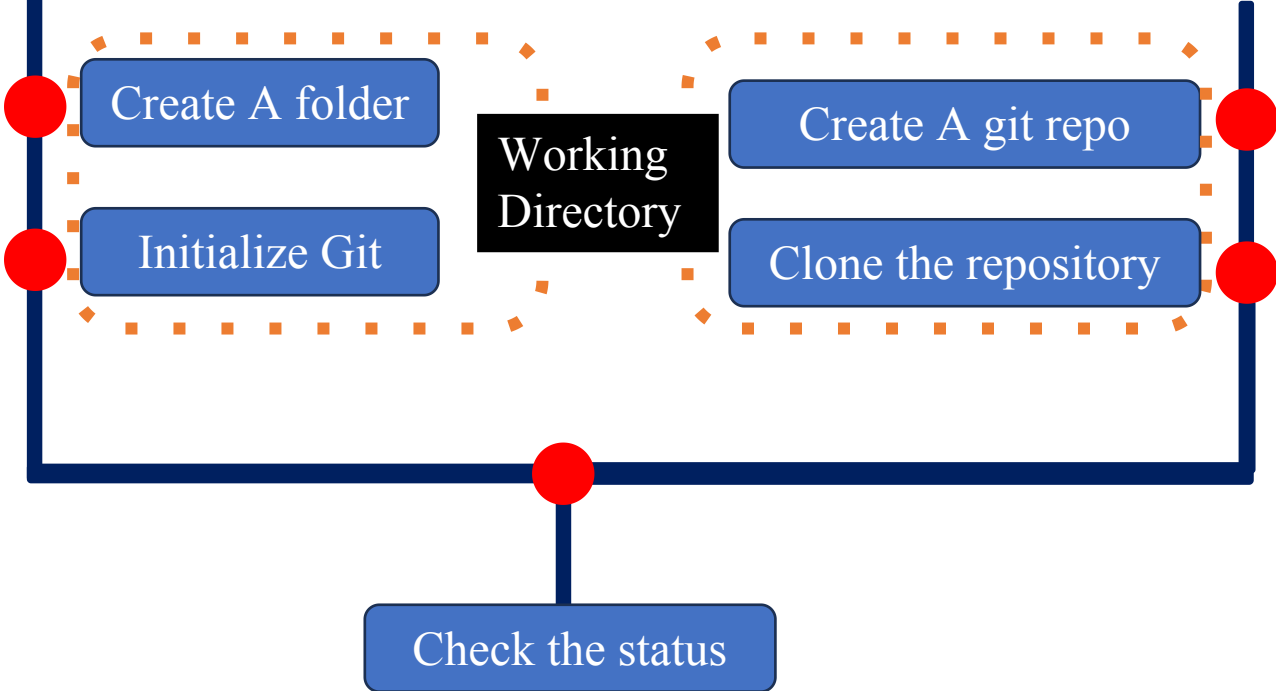 Create A folder
Initialize Git
Working
Directory
Create A git repo
Clone the repository
Check the status